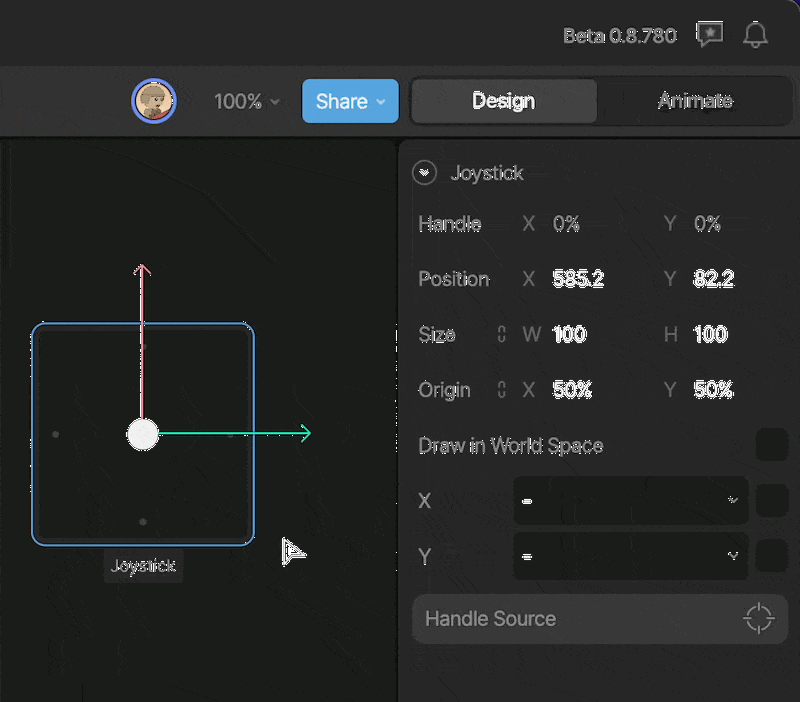 Beta 0.8.780
100% Share Design Animate
Joystick
Handle X 0% Y 0%
Position X 585.2 Y 82.2
Size W 100 H 100
Origin X 50% Y 50%
Draw in World Space
X -
Y -
Joystick
Handle Source